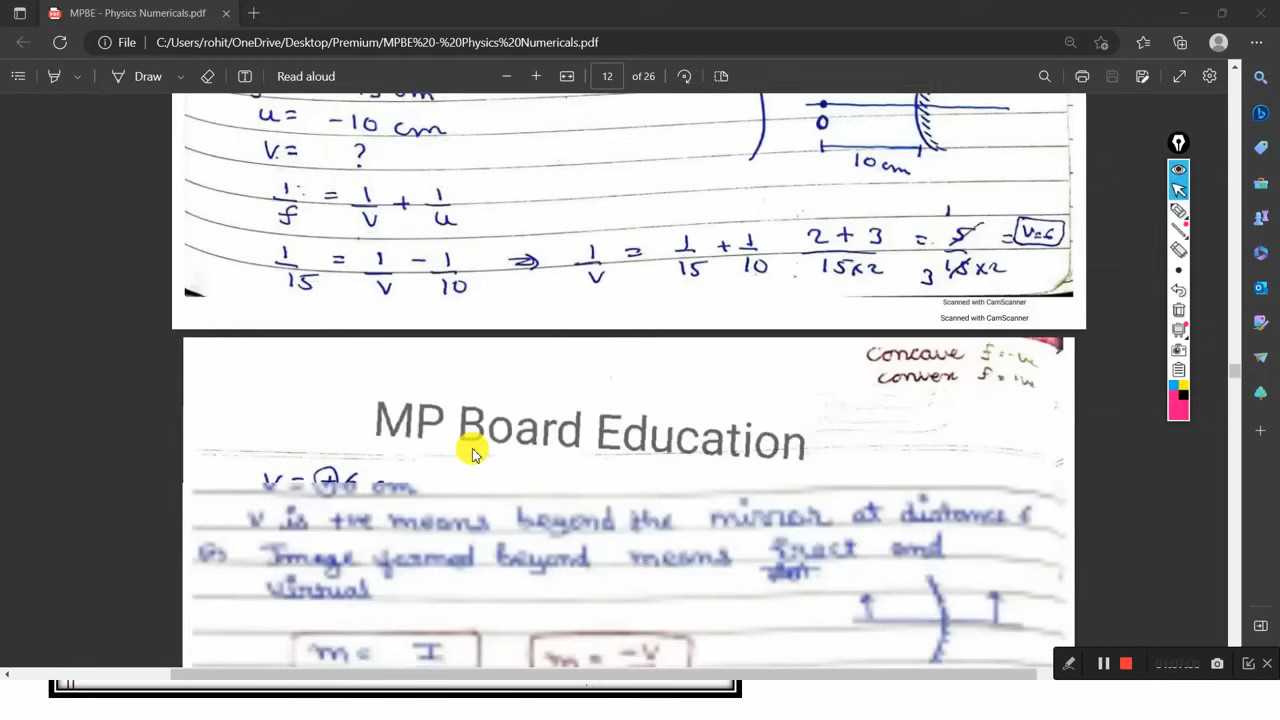 MPBE - Physics Numericals.pdf
File C:/Users/rohit/OneDrive/Desktop/Premium/MPBE%20-%20Physics%20Numericals.pdf
Draw Read aloud 12 of 26
u = -10 cm
v = ?
O
10 cm
1/f = 1/v + 1/u
1/15 = 1/v - 1/10 ⇒ 1/v = 1/15 + 1/10 2+3/15×2 = 5/15×2 = v=6
Scanned with CamScanner
Scanned with CamScanner
Concave f = -ve
convex f = +ve
MP Board Education
v = +6 cm
v is +ve means beyond the mirror at distance 6
Image formed beyond means erect and
virtual
m = I
m = -v